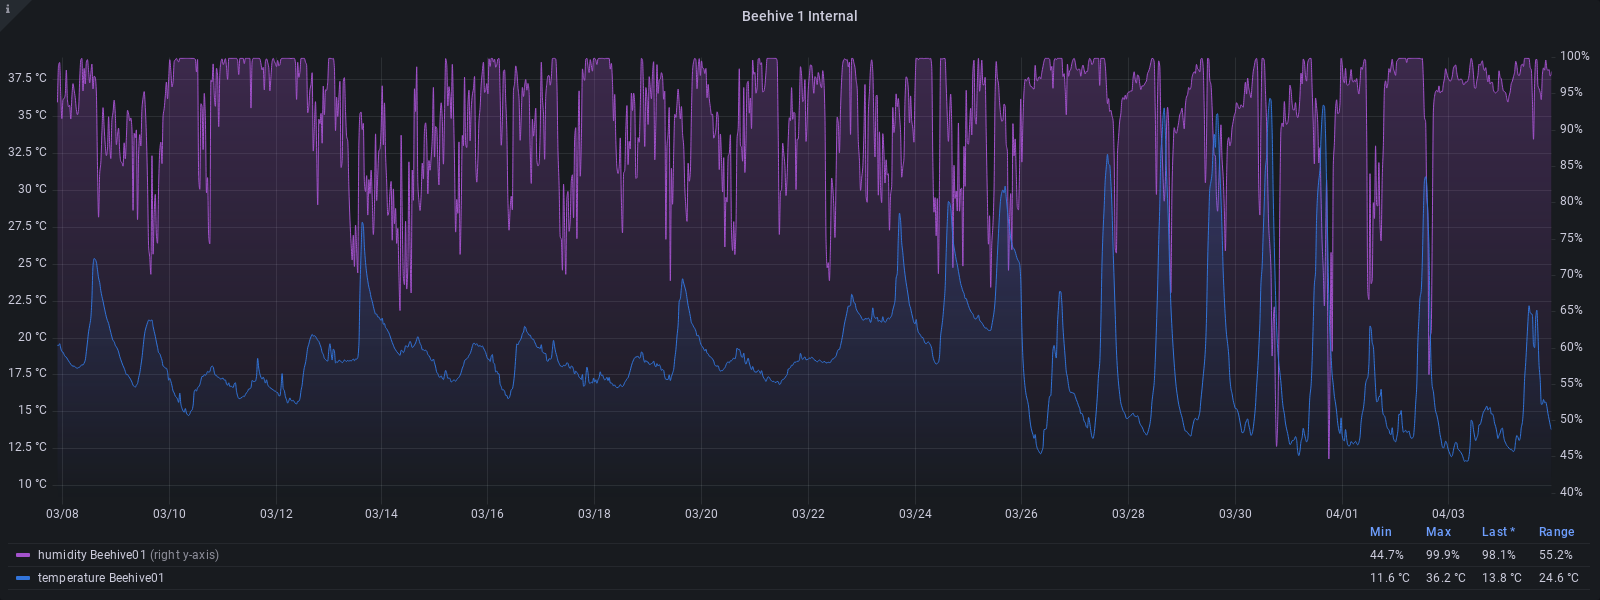 i
Beehive 1 Internal
37.5 °C
35 °C
32.5 °C
30 °C
27.5 °C
25 °C
22.5 °C
20 °C
17.5 °C
15 °C
12.5 °C
10 °C
100%
95%
90%
85%
80%
75%
70%
65%
60%
55%
50%
45%
40%
03/08 03/10 03/12 03/14 03/16 03/18 03/20 03/22 03/24 03/26 03/28 03/30 04/01 04/03
Min Max Last * Range
humidity Beehive01 (right y-axis) 44.7% 99.9% 98.1% 55.2%
temperature Beehive01 11.6 °C 36.2 °C 13.8 °C 24.6 °C